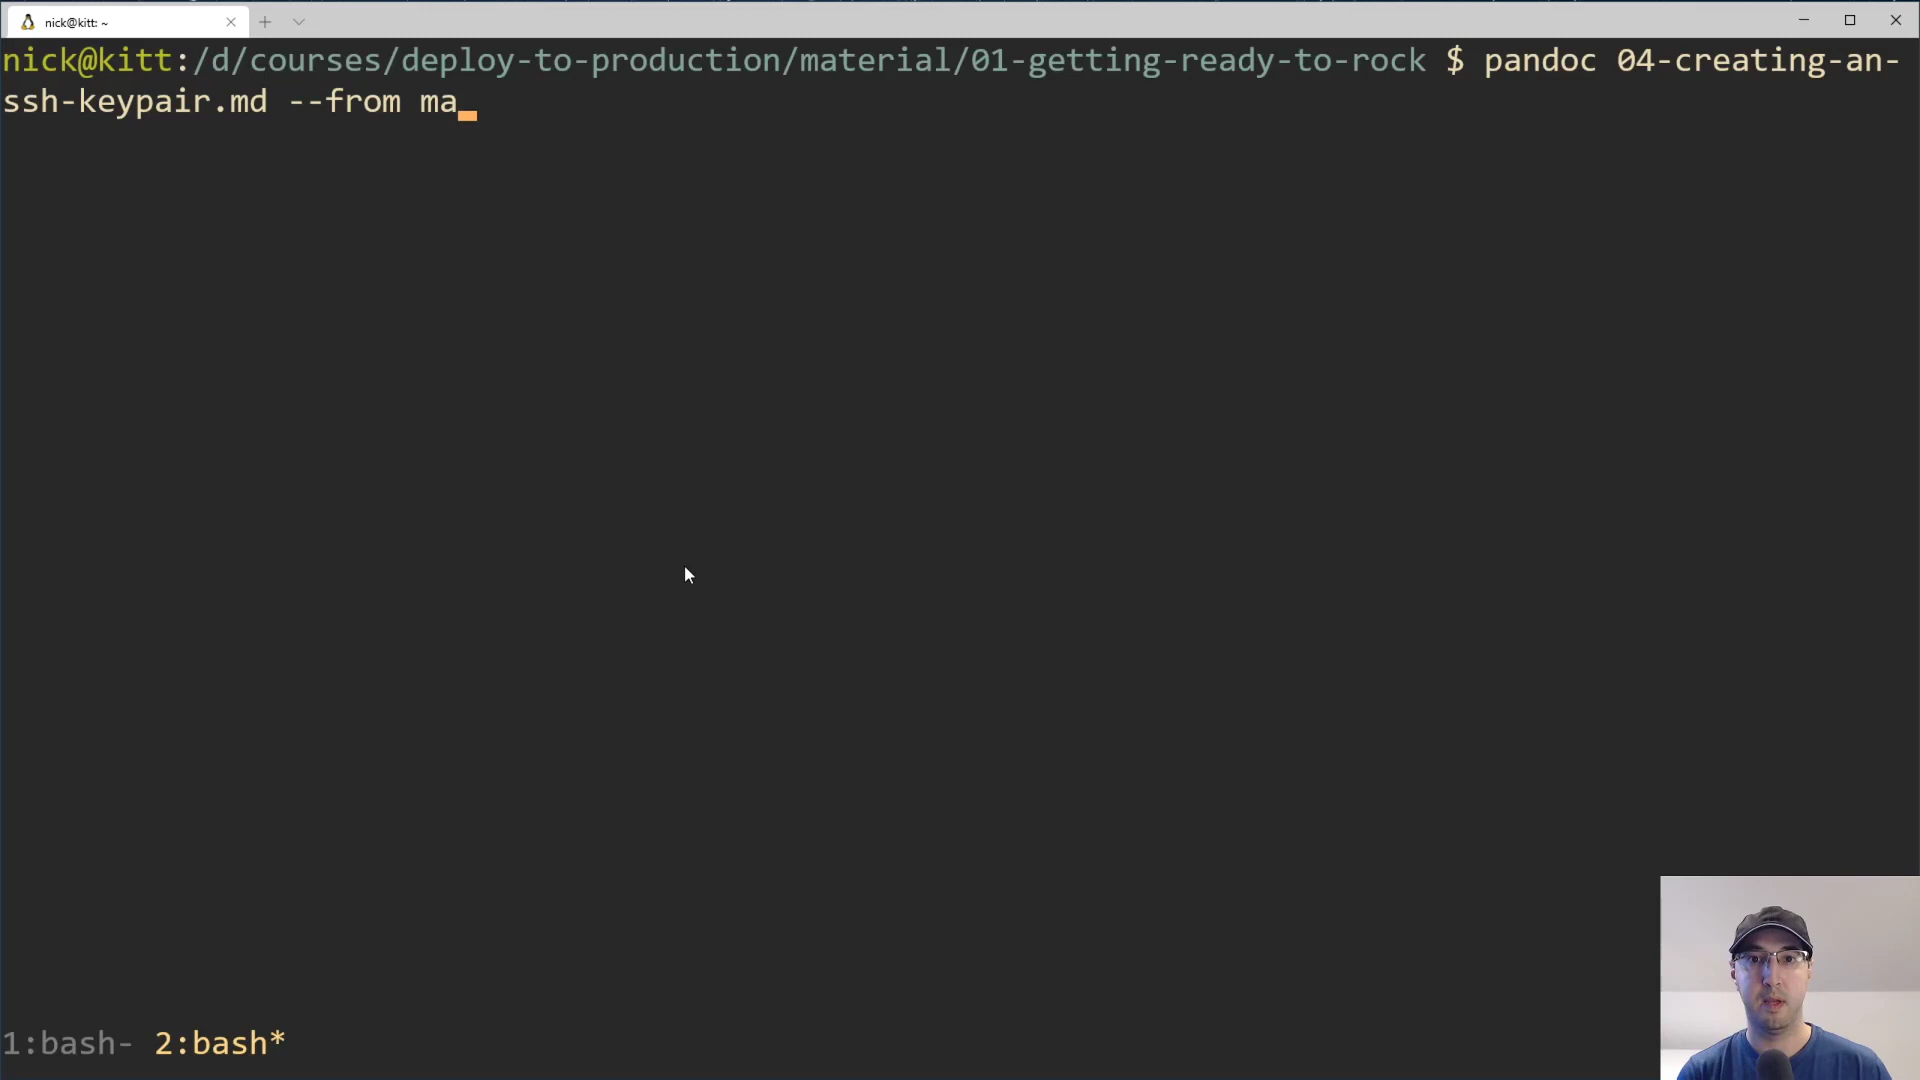 nick@kitt: ~
nick@kitt:/d/courses/deploy-to-production/material/01-getting-ready-to-rock $ pandoc 04-creating-an-
ssh-keypair.md --from ma
1:bash- 2:bash*